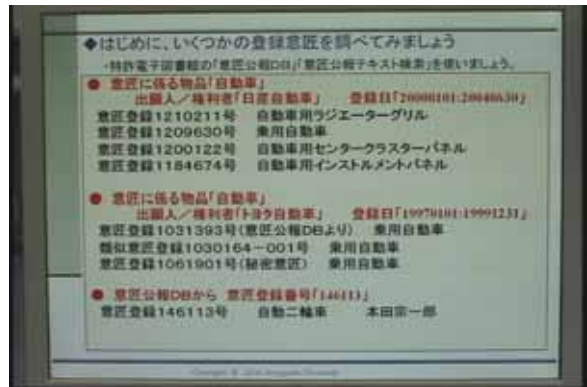 ◆はじめに、いくつかの登録意匠を調べてみましょう
・特許電子図書館の「意匠公報DB」「意匠公報テキスト検索」を使いましょう。
● 意匠に係る物品「自動車」
出願人/権利者「日産自動車」 登録日「20000101:20040630」
意匠登録1210211号 自動車用ラジエーターグリル
意匠登録1209630号 乗用自動車
意匠登録1200122号 自動車用センタークラスターパネル
意匠登録1184674号 自動車用インストルメントパネル
● 意匠に係る物品「自動車」
出願人/権利者「トヨタ自動車」 登録日「19970101:19991231」
意匠登録1031393号(意匠公報DBより) 乗用自動車
類似意匠登録1030164-001号 乗用自動車
意匠登録1061901号(秘密意匠) 乗用自動車
● 意匠公報DBから 意匠登録番号「146113」
意匠登録146113号 自動二輪車 本田宗一郎